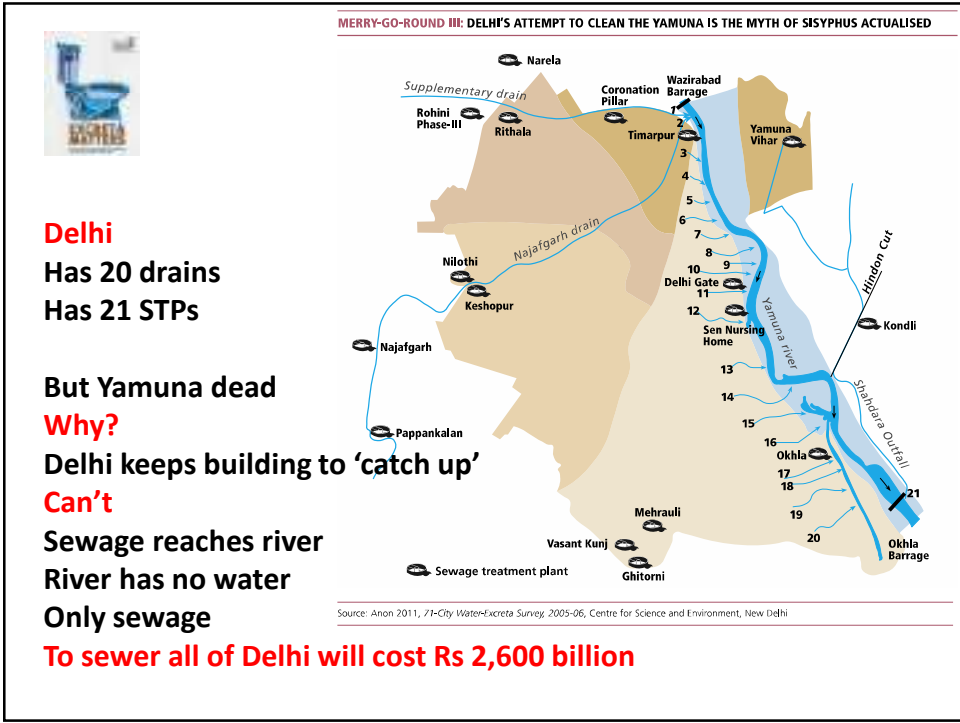 MERRY-GO-ROUND III: DELHI'S ATTEMPT TO CLEAN THE YAMUNA IS THE MYTH OF SISYPHUS ACTUALISED
EXCRETA
MATTERS
Delhi
Has 20 drains
Has 21 STPs
But Yamuna dead
Why?
Delhi keeps building to ‘catch up’
Can’t
Sewage reaches river
River has no water
Only sewage
To sewer all of Delhi will cost Rs 2,600 billion
Narela
Supplementary drain
Coronation
Pillar
Wazirabad
Barrage
Rohini
Phase-III
Rithala
Timarpur
Yamuna
Vihar
1
2
3
4
5
6
7
8
9
10
Delhi Gate
11
12
Sen Nursing
Home
Najafgarh drain
Nilothi
Keshopur
Najafgarh
Pappankalan
Yamuna river
Hindon Cut
Kondli
Shahdara Outfall
13
14
15
16
Okhla
17
18
19
20
21
Okhla
Barrage
Mehrauli
Vasant Kunj
Ghitorni
Sewage treatment plant
Source: Anon 2011, 71-City Water-Excreta Survey, 2005-06, Centre for Science and Environment, New Delhi